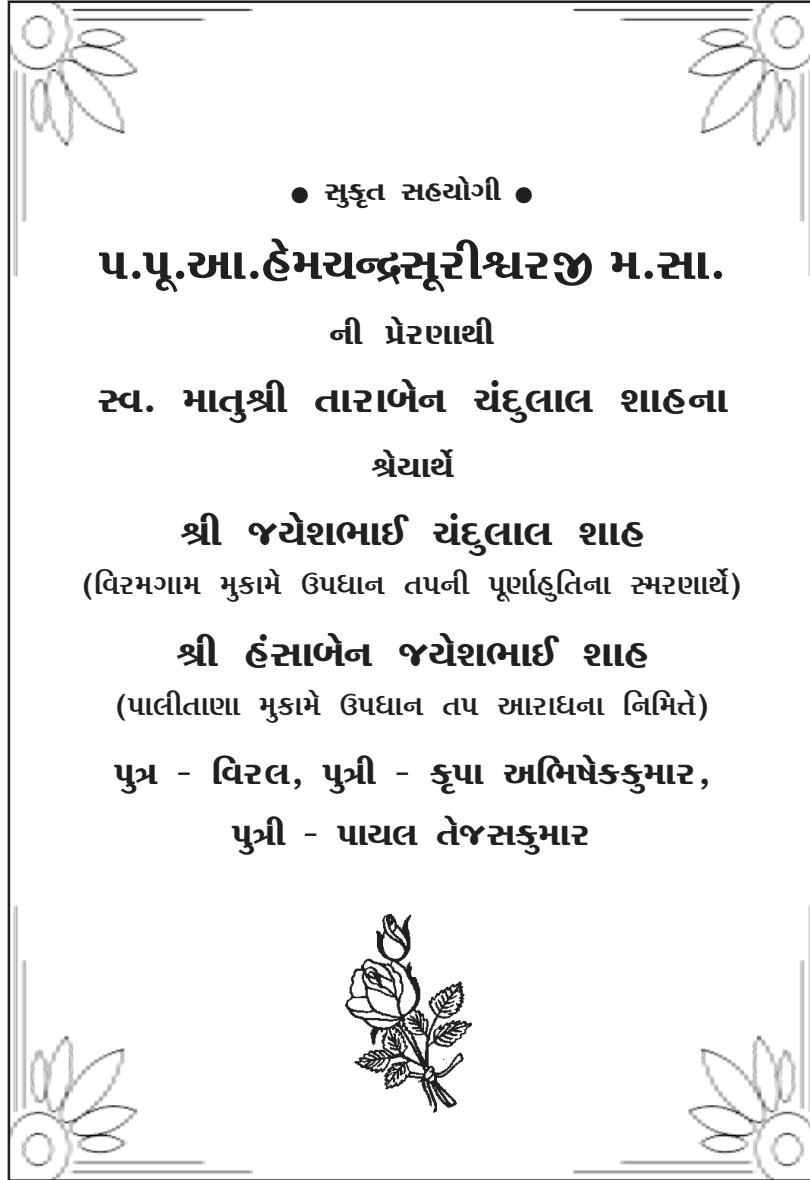 ● સુકૃત સહયોગી ●
પ.પૂ.આ.હેમચન્દ્રસૂરીશ્વરજી મ.સા.
ની પ્રેરણાથી
સ્વ. માતુશ્રી તારાબેન ચંદુલાલ શાહના
શ્રેયાર્થે
શ્રી જયેશભાઈ ચંદુલાલ શાહ
(વિરમગામ મુકામે ઉપધાન તપની પૂર્ણાહુતિના સ્મરણાર્થે)
શ્રી હંસાબેન જયેશભાઈ શાહ
(પાલીતાણા મુકામે ઉપધાન તપ આરાધના નિમિત્તે)
પુત્ર - વિરલ, પુત્રી - કૃપા અભિષેકકુમાર,
પુત્રી - પાયલ તેજસકુમાર